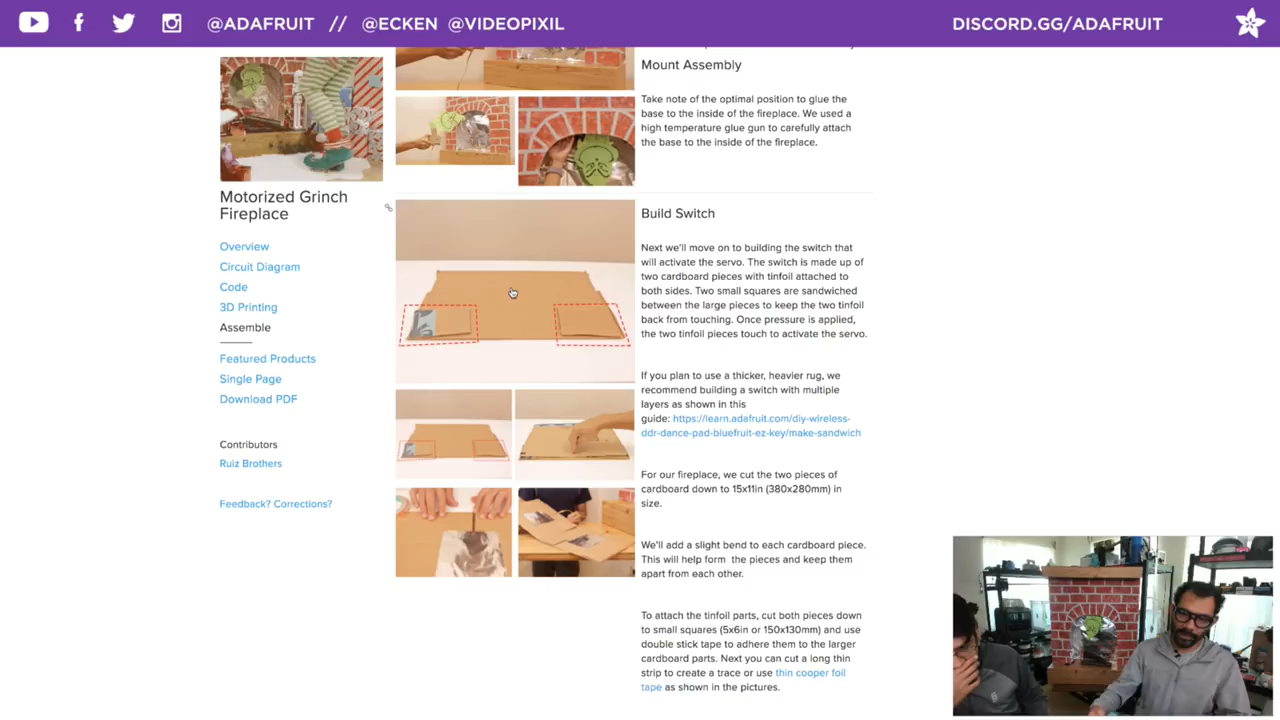 @ADAFRUIT // @ECKEN @VIDEOPIXIL
DISCORD.GG/ADAFRUIT
Motorized Grinch
Fireplace
Overview
Circuit Diagram
Code
3D Printing
Assemble
Featured Products
Single Page
Download PDF
Contributors
Ruiz Brothers
Feedback? Corrections?
Mount Assembly
Take note of the optimal position to glue the
base to the inside of the fireplace. We used a
high temperature glue gun to carefully attach
the base to the inside of the fireplace.
Build Switch
Next we'll move on to building the switch that
will activate the servo. The switch is made up of
two cardboard pieces with tinfoil attached to
both sides. Two small squares are sandwiched
between the large pieces to keep the two tinfoil
back from touching. Once pressure is applied,
the two tinfoil pieces touch to activate the servo.
If you plan to use a thicker, heavier rug, we
recommend building a switch with multiple
layers as shown in this
guide: https://learn.adafruit.com/diy-wireless-
ddr-dance-pad-bluefruit-ez-key/make-sandwich
For our fireplace, we cut the two pieces of
cardboard down to 15x11in (380x280mm) in
size.
We'll add a slight bend to each cardboard piece.
This will help form the pieces and keep them
apart from each other.
To attach the tinfoil parts, cut both pieces down
to small squares (5x6in or 150x130mm) and use
double stick tape to adhere them to the larger
cardboard parts. Next you can cut a long thin
strip to create a trace or use thin cooper foil
tape as shown in the pictures.